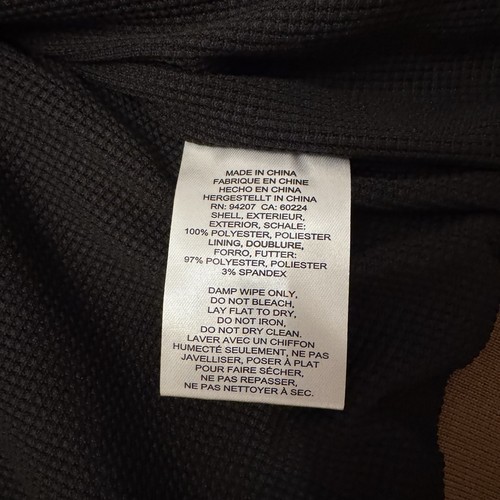 MADE IN CHINA
FABRIQUE EN CHINE
HECHO EN CHINA
HERGESTELLT IN CHINA
RN: 94207 CA: 60224
SHELL, EXTERIEUR,
EXTERIOR, SCHALE:
100% POLYESTER, POLIESTER
LINING, DOUBLURE,
FORRO, FUTTER:
97% POLYESTER, POLIESTER
3% SPANDEX
DAMP WIPE ONLY,
DO NOT BLEACH,
LAY FLAT TO DRY,
DO NOT IRON,
DO NOT DRY CLEAN.
LAVER AVEC UN CHIFFON
HUMECTÉ SEULEMENT, NE PAS
JAVELLISER, POSER À PLAT
POUR FAIRE SÉCHER,
NE PAS REPASSER,
NE PAS NETTOYER À SEC.